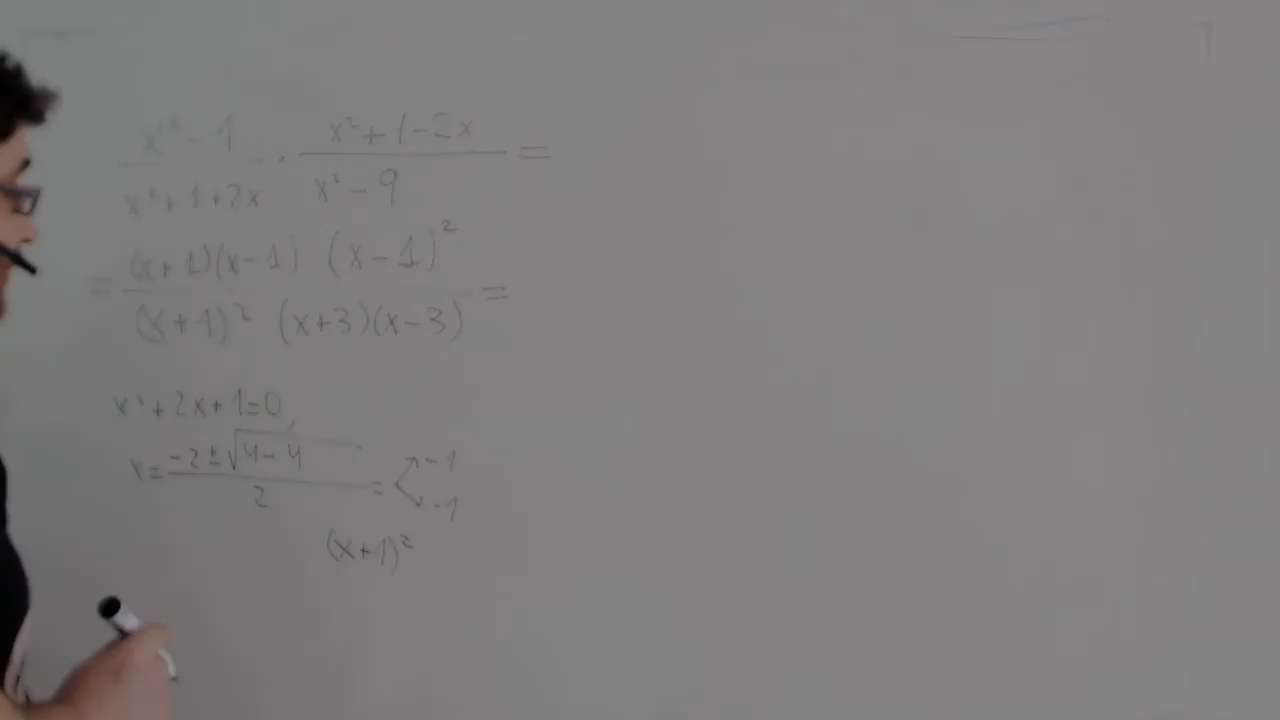 x² - 1 / x² + 1 + 2x · x² + 1 - 2x / x² - 9 =
= (x + 1)(x - 1) (x - 1)² / (x + 1)² (x + 3)(x - 3) =
x² + 2x + 1 = 0,
x = -2 ± √4 - 4 / 2 = -1 -1
(x + 1)²